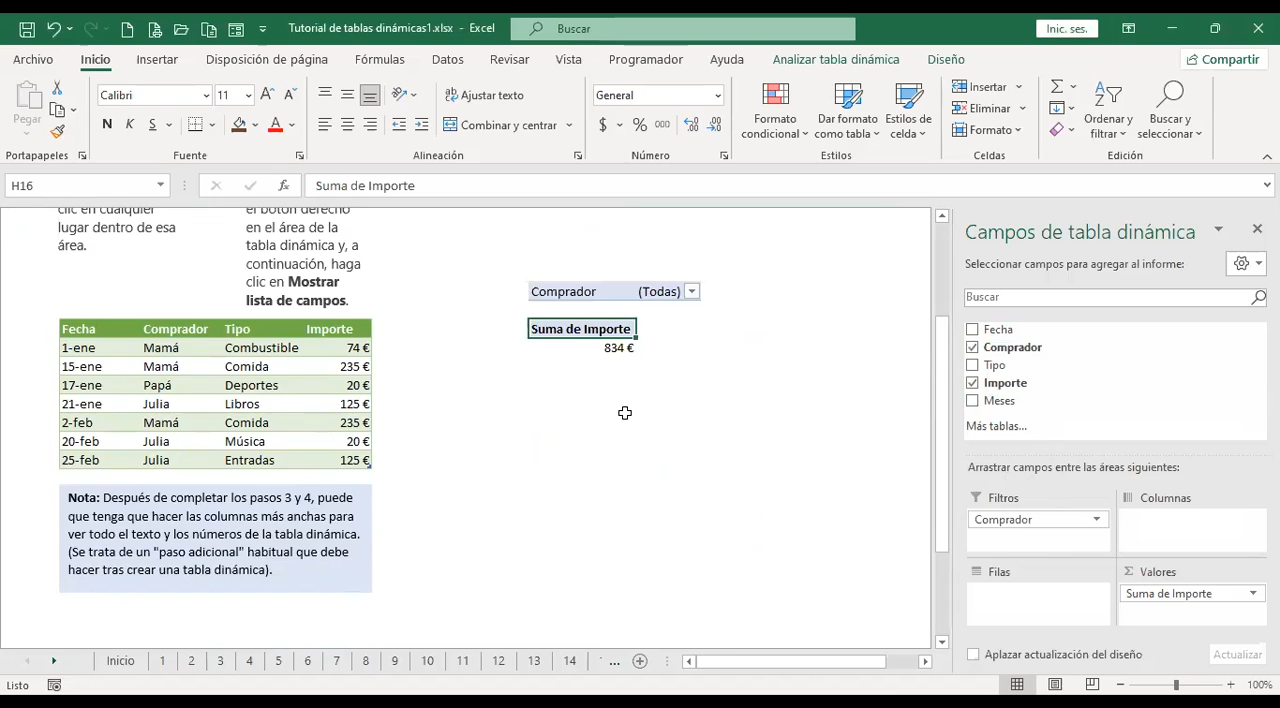 Tutorial de tablas dinámicas1.xlsx - Excel
Buscar
Inic. ses.
Archivo Inicio Insertar Disposición de página Fórmulas Datos Revisar Vista Programador Ayuda Analizar tabla dinámica Diseño Compartir
Pegar
Calibri 11
N K S A
Ajustar texto
Combinar y centrar
General
$ % 000
Formato condicional
Dar formato como tabla
Estilos de celda
Insertar
Eliminar
Formato
Ordenar y filtrar
Buscar y seleccionar
Portapapeles Fuente Alineación Número Estilos Celdas Edición
H16 fx Suma de Importe
clic en cualquier
lugar dentro de esa
área.
el botón derecho
en el área de la
tabla dinámica y, a
continuación, haga
clic en Mostrar
lista de campos.
Fecha Comprador Tipo Importe
1-ene Mamá Combustible 74 €
15-ene Mamá Comida 235 €
17-ene Papá Deportes 20 €
21-ene Julia Libros 125 €
2-feb Mamá Comida 235 €
20-feb Julia Música 20 €
25-feb Julia Entradas 125 €
Nota: Después de completar los pasos 3 y 4, puede
que tenga que hacer las columnas más anchas para
ver todo el texto y los números de la tabla dinámica.
(Se trata de un "paso adicional" habitual que debe
hacer tras crear una tabla dinámica).
Comprador (Todas)
Suma de Importe
834 €
Campos de tabla dinámica
Seleccionar campos para agregar al informe:
Buscar
Fecha
Comprador
Tipo
Importe
Meses
Más tablas...
Arrastrar campos entre las áreas siguientes:
Filtros
Comprador
Columnas
Filas
Σ Valores
Suma de Importe
Aplazar actualización del diseño Actualizar
Inicio 1 2 3 4 5 6 7 8 9 10 11 12 13 14 ...
Listo 100%